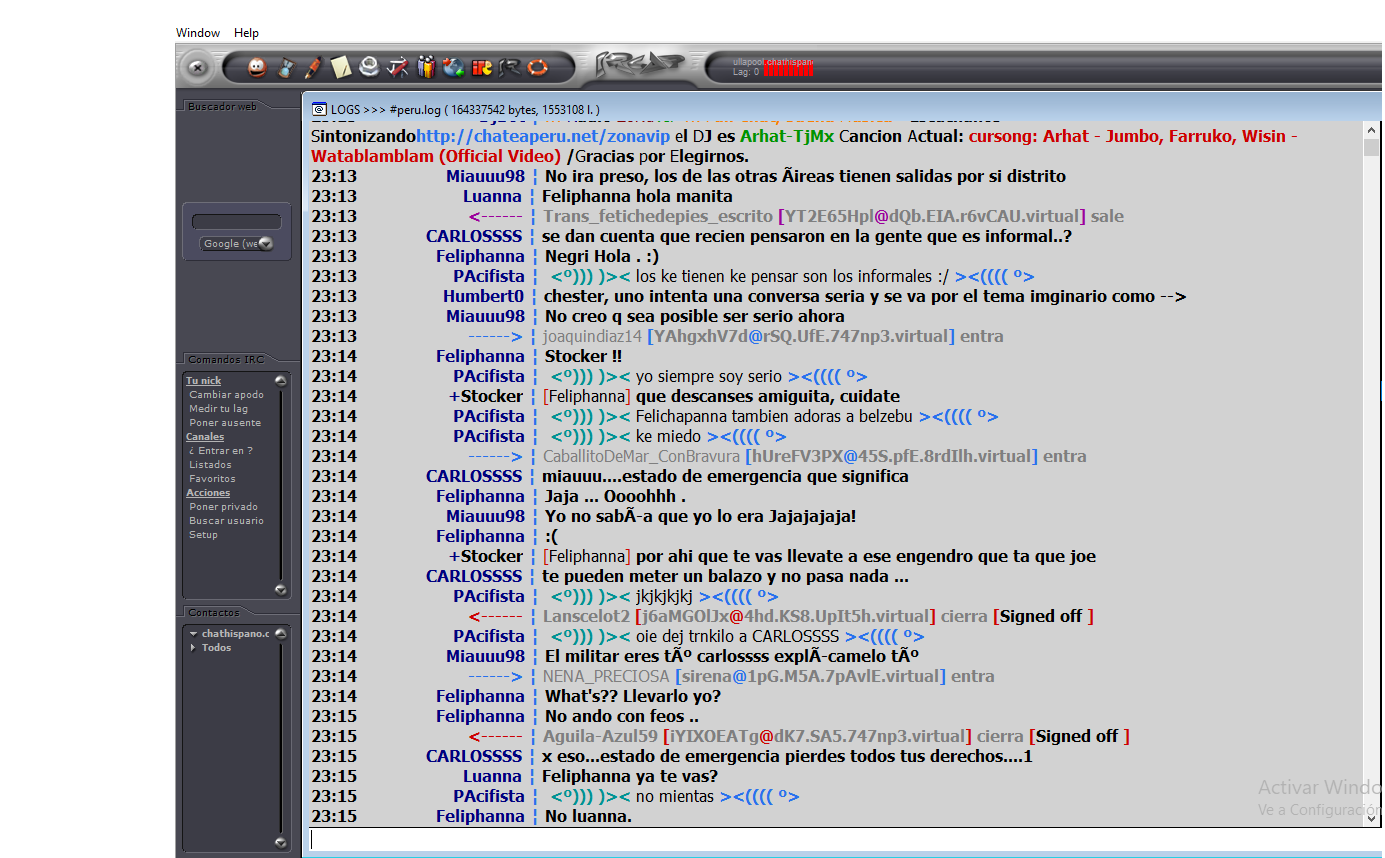 Window Help
ullapool.chathispano
Lag: 0
Buscador web
LOGS >>> #peru.log ( 164337542 bytes, 1553108 l. )
Sintonizandohttp://chateaperu.net/zonavip el DJ es Arhat-TjMx Cancion Actual: cursong: Arhat - Jumbo, Farruko, Wisin -
Watablamblam (Official Video) /Gracias por Elegirnos.
23:13 Miauuu98 ¦ No ira preso, los de las otras Ãireas tienen salidas por si distrito
23:13 Luanna ¦ Feliphanna hola manita
23:13 <------ ¦ Trans_fetichedepies_escrito [YT2E65Hpl@dQb.EIA.r6vCAU.virtual] sale
23:13 CARLOSSSS ¦ se dan cuenta que recien pensaron en la gente que es informal..?
23:13 Feliphanna ¦ Negri Hola . :)
23:13 PAcifista ¦ <º))) )>< los ke tienen ke pensar son los informales :/ ><(((( º>
23:13 Humbert0 ¦ chester, uno intenta una conversa seria y se va por el tema imginario como -->
23:13 Miauuu98 ¦ No creo q sea posible ser serio ahora
23:13 ------> ¦ joaquindiaz14 [YAhgxhV7d@rSQ.UfE.747np3.virtual] entra
23:14 Feliphanna ¦ Stocker !!
23:14 PAcifista ¦ <º))) )>< yo siempre soy serio ><(((( º>
23:14 +Stocker ¦ [Feliphanna] que descanses amiguita, cuidate
23:14 PAcifista ¦ <º))) )>< Felichapanna tambien adoras a belzebu ><(((( º>
23:14 PAcifista ¦ <º))) )>< ke miedo ><(((( º>
23:14 ------> ¦ CaballitoDeMar_ConBravura [hUreFV3PX@45S.pfE.8rdIlh.virtual] entra
23:14 CARLOSSSS ¦ miauuu....estado de emergencia que significa
23:14 Feliphanna ¦ Jaja ... Oooohhh .
23:14 Miauuu98 ¦ Yo no sabÃ-a que yo lo era Jajajajaja!
23:14 Feliphanna ¦ :(
23:14 +Stocker ¦ [Feliphanna] por ahi que te vas llevate a ese engendro que ta que joe
23:14 CARLOSSSS ¦ te pueden meter un balazo y no pasa nada ...
23:14 PAcifista ¦ <º))) )>< jkjkjkjkj ><(((( º>
23:14 <------ ¦ Lanscelot2 [j6aMGOlJx@4hd.KS8.UpIt5h.virtual] cierra [Signed off ]
23:14 PAcifista ¦ <º))) )>< oie dej trnkilo a CARLOSSSS ><(((( º>
23:14 Miauuu98 ¦ El militar eres tÃº carlossss explÃ-camelo tÃº
23:14 ------> ¦ NENA_PRECIOSA [sirena@1pG.M5A.7pAvlE.virtual] entra
23:14 Feliphanna ¦ What's?? Llevarlo yo?
23:15 Feliphanna ¦ No ando con feos ..
23:15 <------ ¦ Aguila-Azul59 [iYIXOEATg@dK7.SA5.747np3.virtual] cierra [Signed off ]
23:15 CARLOSSSS ¦ x eso...estado de emergencia pierdes todos tus derechos....1
23:15 Luanna ¦ Feliphanna ya te vas?
23:15 PAcifista ¦ <º))) )>< no mientas ><(((( º>
23:15 Feliphanna ¦ No luanna.
Google (we
Comandos IRC
Tu nick
Cambiar apodo
Medir tu lag
Poner ausente
Canales
¿ Entrar en ?
Listados
Favoritos
Acciones
Poner privado
Buscar usuario
Setup
Contactos
chathispano.c
Todos
Activar Windo
Ve a Configuración